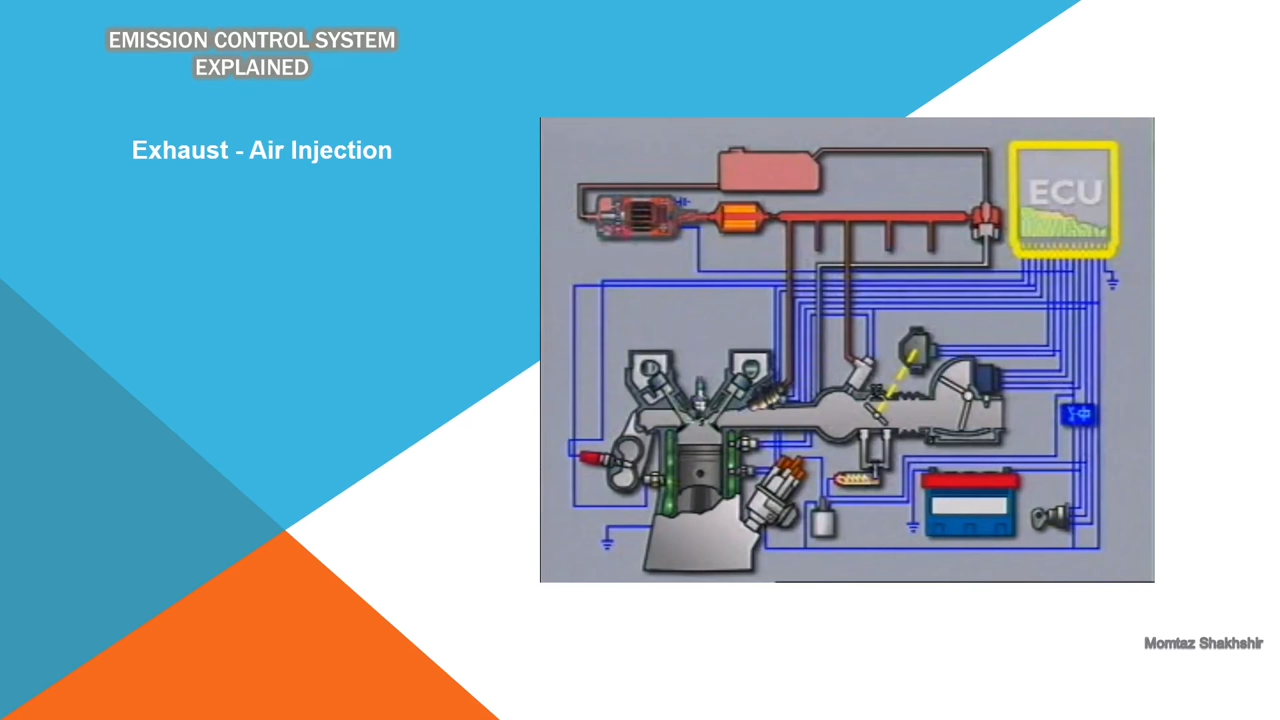 EMISSION CONTROL SYSTEM
EXPLAINED
Exhaust - Air Injection
ECU
Momtaz Shakhshir